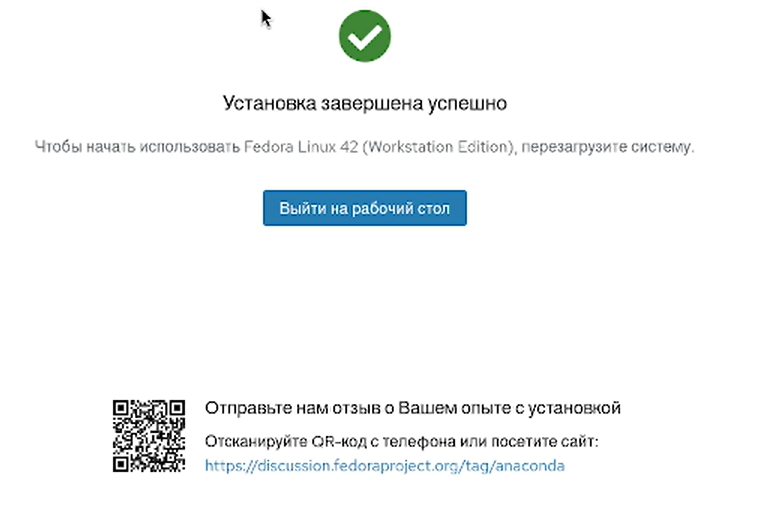 Установка завершена успешно
Чтобы начать использовать Fedora Linux 42 (Workstation Edition), перезагрузите систему.
Выйти на рабочий стол
Отправьте нам отзыв о Вашем опыте с установкой
Отсканируйте QR-код с телефона или посетите сайт:
https://discussion.fedoraproject.org/tag/anaconda